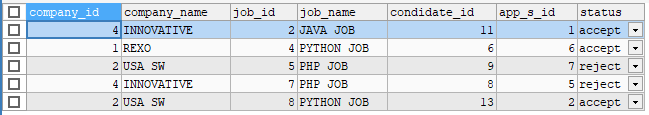 company_id company_name job_id job_name condidate_id app_s_id status
4 INNOVATIVE 2 JAVA JOB 11 1 accept
1 REXO 4 PYTHON JOB 6 6 accept
2 USA SW 5 PHP JOB 9 7 reject
4 INNOVATIVE 7 PHP JOB 8 5 reject
2 USA SW 8 PYTHON JOB 13 2 accept